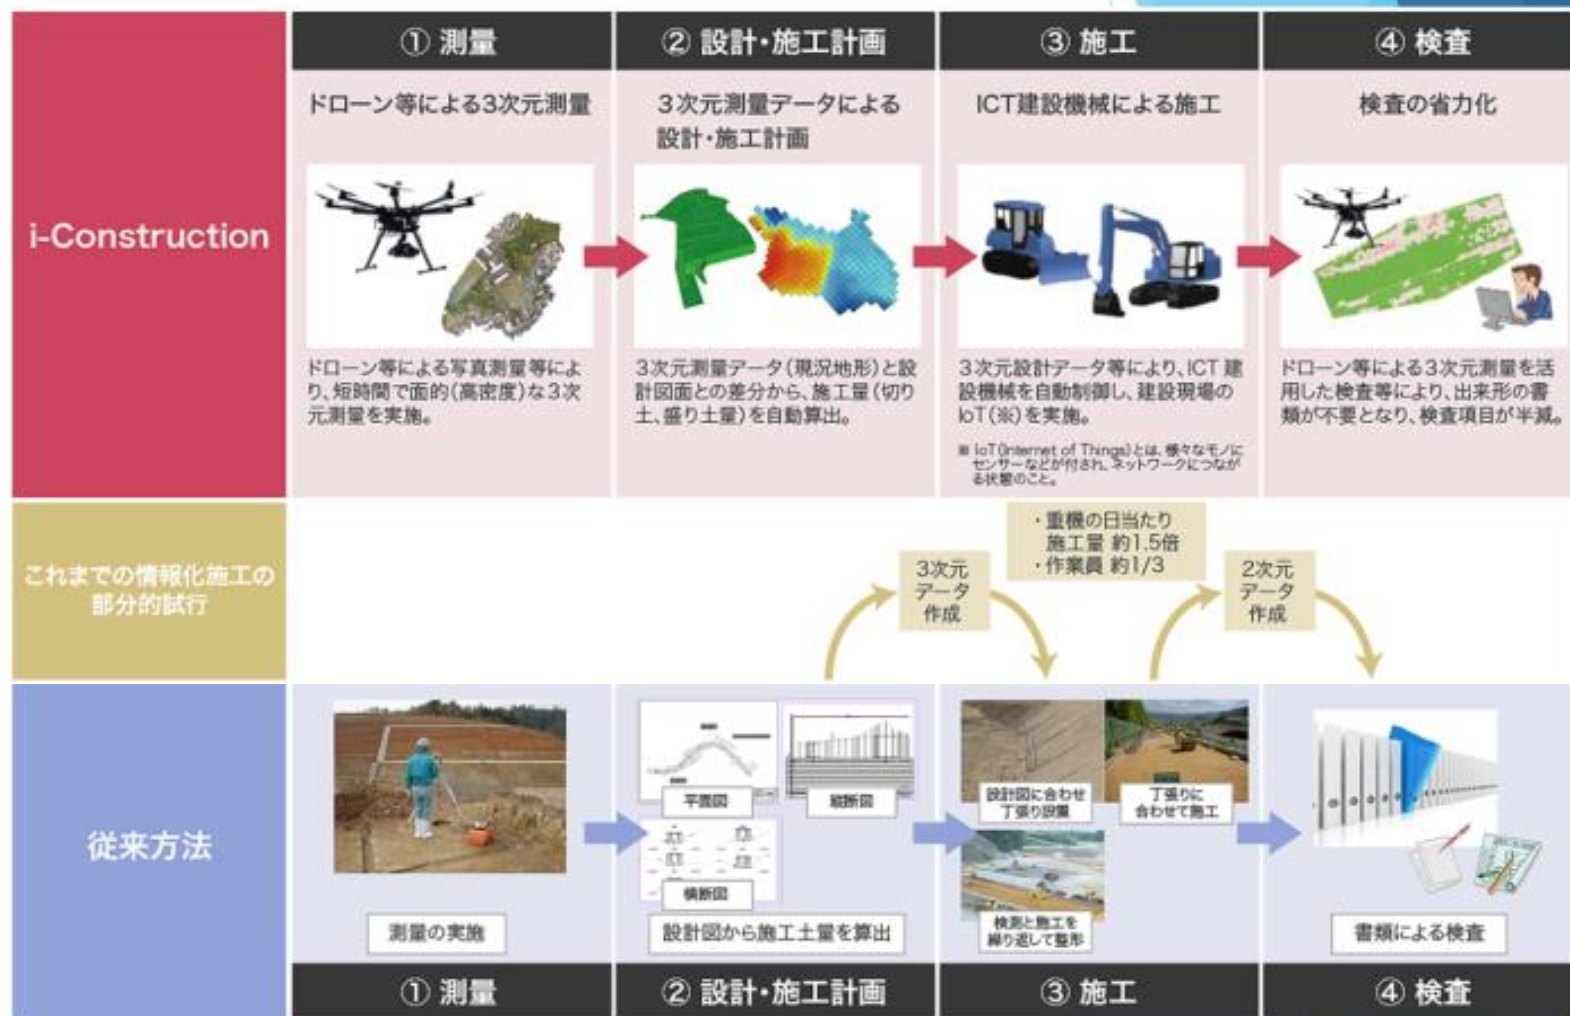 ① 測量
② 設計・施工計画
③ 施工
④ 検査
i-Construction
ドローン等による3次元測量
3次元測量データによる
設計・施工計画
ICT建設機械による施工
検査の省力化
ドローン等による写真測量等によ
り、短時間で面的(高密度)な3次
元測量を実施。
3次元測量データ(現況地形)と設
計図面との差分から、施工量(切り
土、盛り土量)を自動算出。
3次元設計データ等により、ICT 建
設機械を自動制御し、建設現場の
IoT(※)を実施。
※ IoT(Internet of Things)とは、様々なモノに
センサーなどが付され、ネットワークにつなが
る状態のこと。
ドローン等による3次元測量を活
用した検査等により、出来形の書
類が不要となり、検査項目が半減。
これまでの情報化施工の
部分的試行
3次元
データ
作成
・重機の日当たり
施工量 約1.5倍
・作業員 約1/3
2次元
データ
作成
従来方法
測量の実施
平面図
縦断図
横断図
設計図から施工土量を算出
設計図に合わせ
丁張り設置
丁張りに
合わせて施工
検測と施工を
繰り返して整形
書類による検査
① 測量
② 設計・施工計画
③ 施工
④ 検査